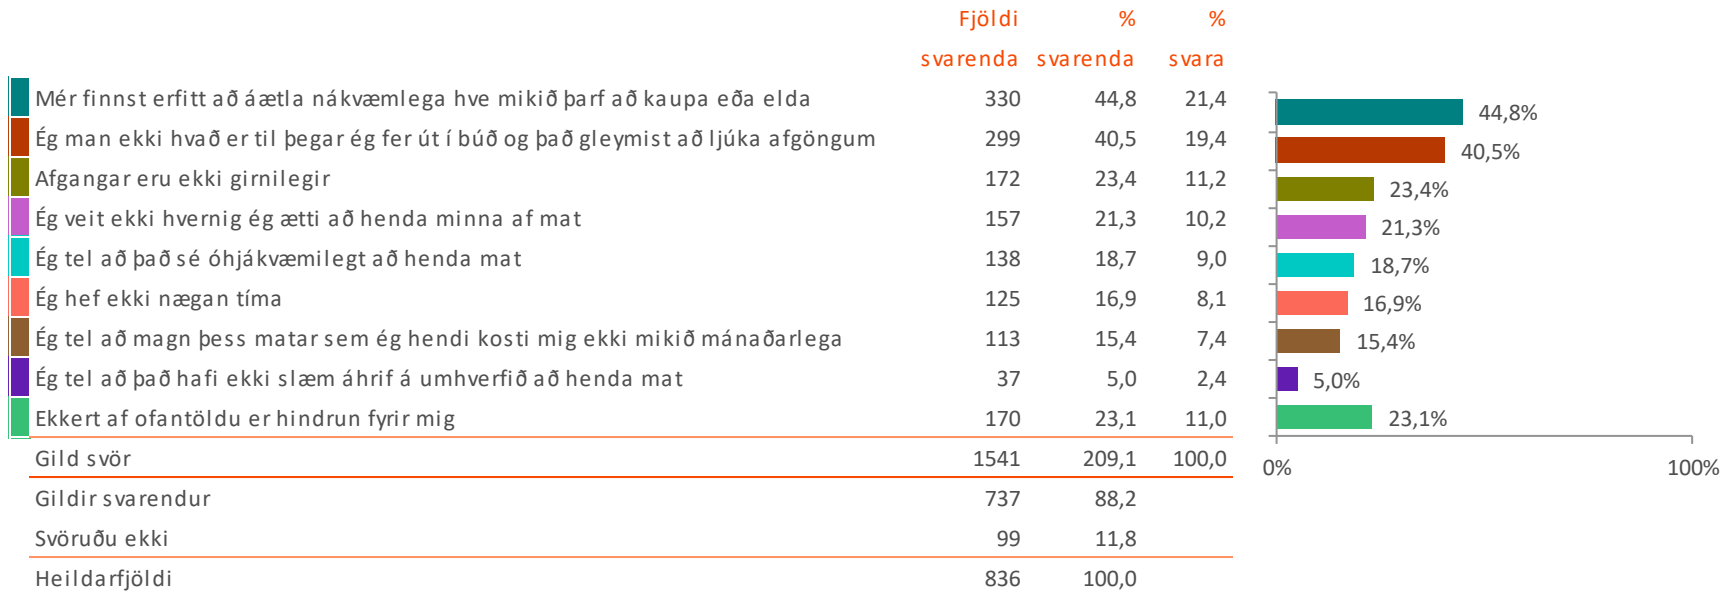 Fjöldi % %
svarenda svarenda svara
Mér finnst erfitt að áætla nákvæmlega hve mikið þarf að kaupa eða elda 330 44,8 21,4 44,8%
Ég man ekki hvað er til þegar ég fer út í búð og það gleymist að ljúka afgöngum 299 40,5 19,4 40,5%
Afgangar eru ekki girnilegir 172 23,4 11,2 23,4%
Ég veit ekki hvernig ég ætti að henda minna af mat 157 21,3 10,2 21,3%
Ég tel að það sé óhjákvæmilegt að henda mat 138 18,7 9,0 18,7%
Ég hef ekki nægan tíma 125 16,9 8,1 16,9%
Ég tel að magn þess matar sem ég hendi kosti mig ekki mikið mánaðarlega 113 15,4 7,4 15,4%
Ég tel að það hafi ekki slæm áhrif á umhverfið að henda mat 37 5,0 2,4 5,0%
Ekkert af ofantöldu er hindrun fyrir mig 170 23,1 11,0 23,1%
Gild svör 1541 209,1 100,0 0% 100%
Gildir svarendur 737 88,2
Svöruðu ekki 99 11,8
Heildarfjöldi 836 100,0